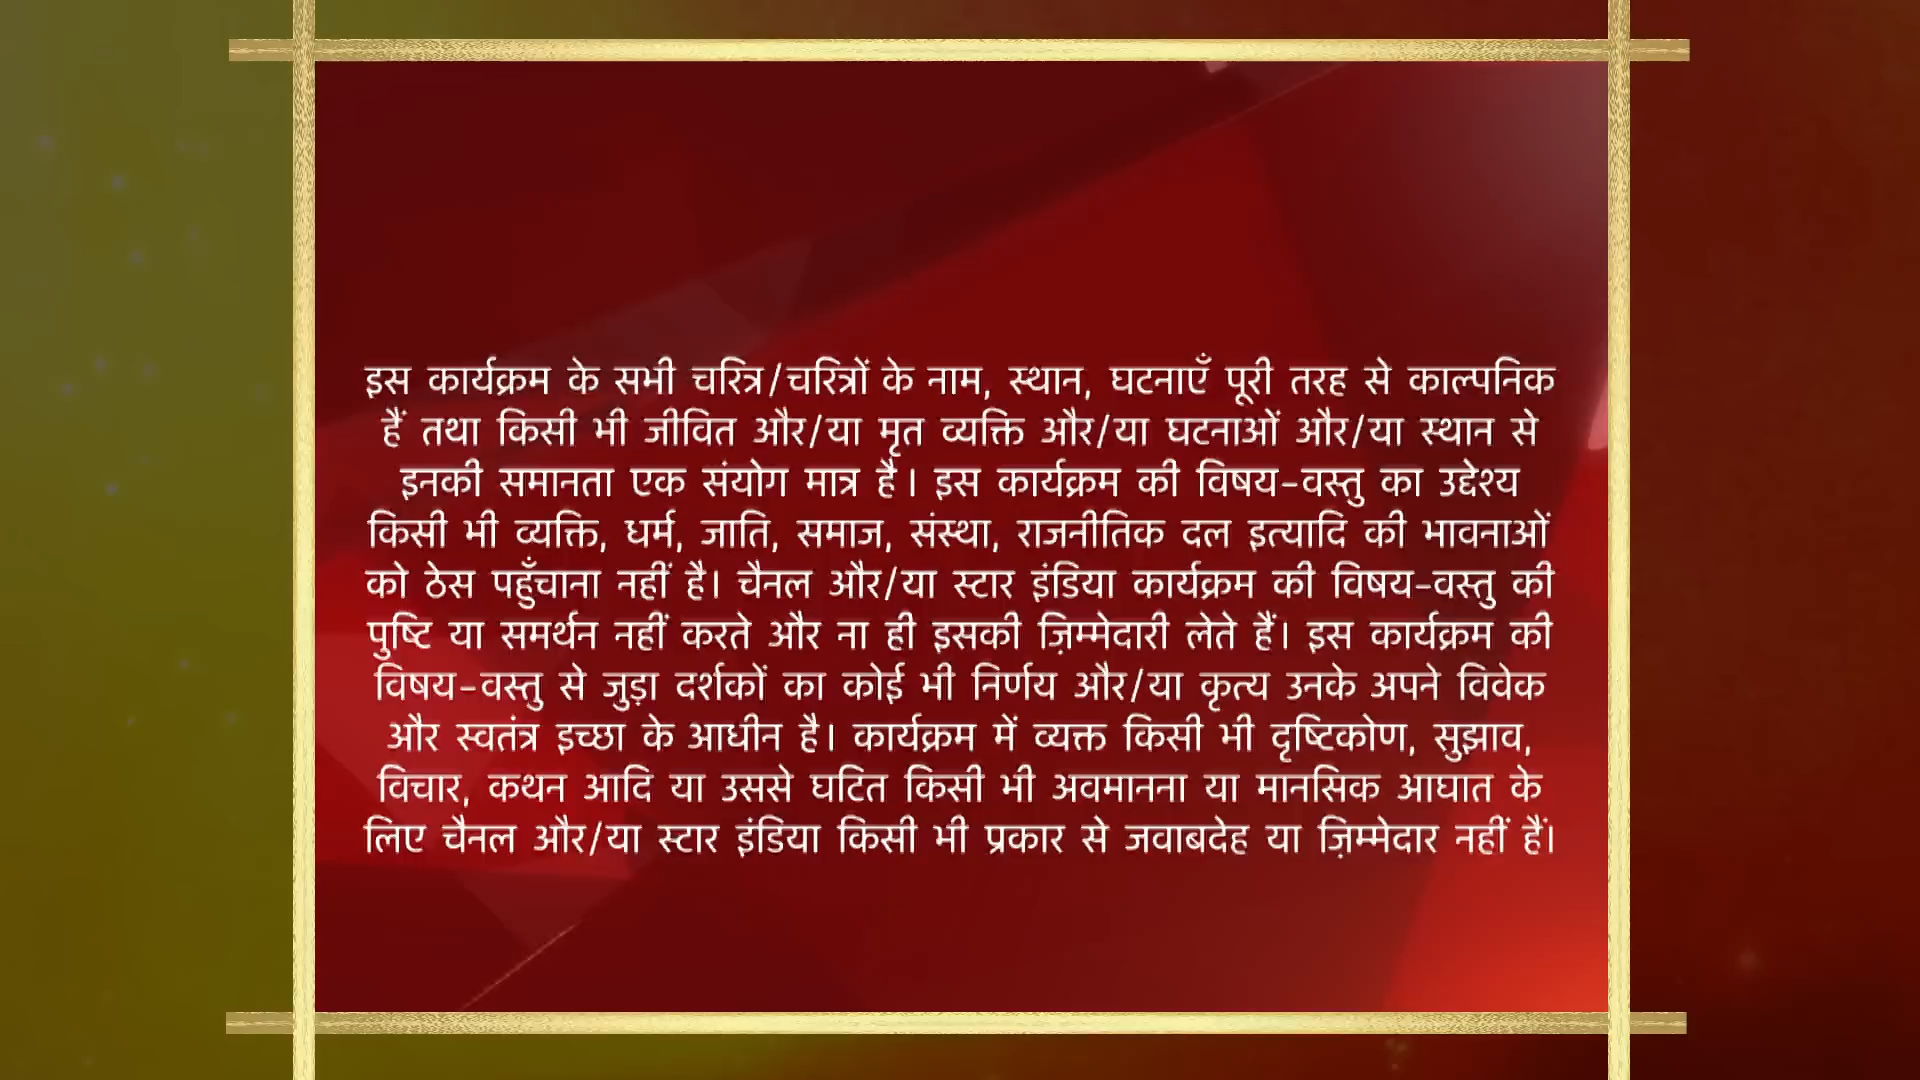 इस कार्यक्रम के सभी चरित्र/चरित्रों के नाम, स्थान, घटनाएँ पूरी तरह से काल्पनिक
हैं तथा किसी भी जीवित और/या मृत व्यक्ति और/या घटनाओं और/या स्थान से
इनकी समानता एक संयोग मात्र है। इस कार्यक्रम की विषय-वस्तु का उद्देश्य
किसी भी व्यक्ति, धर्म, जाति, समाज, संस्था, राजनीतिक दल इत्यादि की भावनाओं
को ठेस पहुँचाना नहीं है। चैनल और/या स्टार इंडिया कार्यक्रम की विषय-वस्तु की
पुष्टि या समर्थन नहीं करते और ना ही इसकी ज़िम्मेदारी लेते हैं। इस कार्यक्रम की
विषय-वस्तु से जुड़ा दर्शकों का कोई भी निर्णय और/या कृत्य उनके अपने विवेक
और स्वतंत्र इच्छा के आधीन है। कार्यक्रम में व्यक्त किसी भी दृष्टिकोण, सुझाव,
विचार, कथन आदि या उससे घटित किसी भी अवमानना या मानसिक आघात के
लिए चैनल और/या स्टार इंडिया किसी भी प्रकार से जवाबदेह या ज़िम्मेदार नहीं हैं।